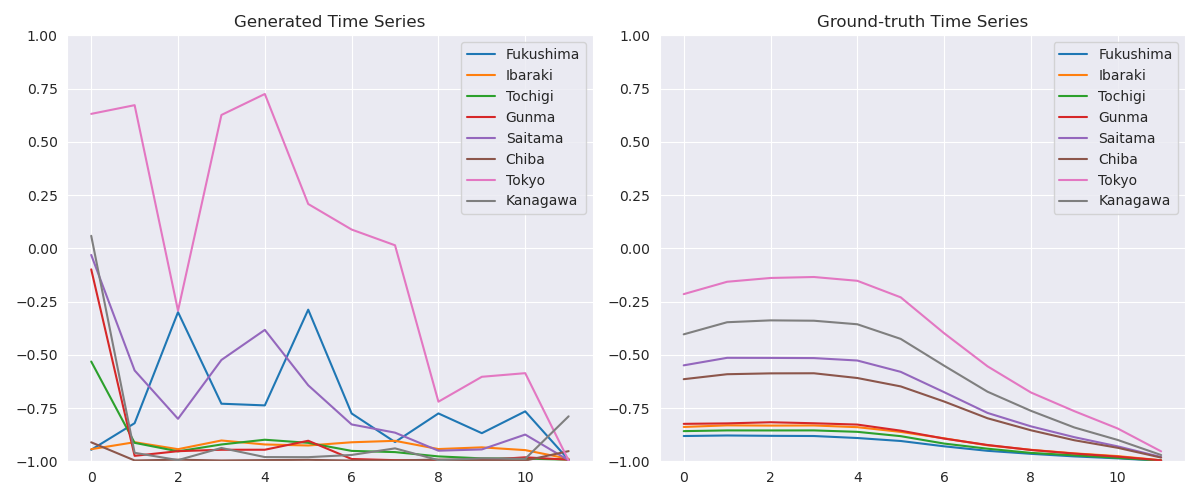 Generated Time Series
1.00
0.75
0.50
0.25
0.00
−0.25
−0.50
−0.75
−1.00
0 2 4 6 8 10
Fukushima
Ibaraki
Tochigi
Gunma
Saitama
Chiba
Tokyo
Kanagawa
Ground-truth Time Series
1.00
0.75
0.50
0.25
0.00
−0.25
−0.50
−0.75
−1.00
0 2 4 6 8 10
Fukushima
Ibaraki
Tochigi
Gunma
Saitama
Chiba
Tokyo
Kanagawa